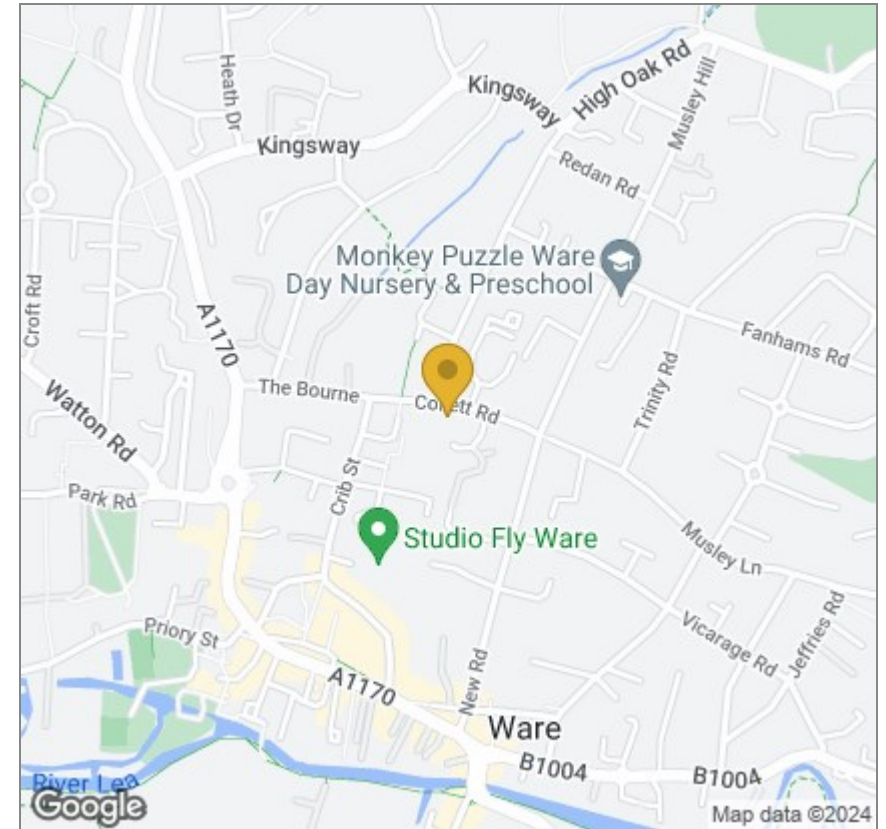 High Oak Rd
Kingsway
Heath Dr
Musley Hill
Kingsway
Redan Rd
Monkey Puzzle Ware
Day Nursery & Preschool
Croft Rd
A1170
Fanhams Rd
Trinity Rd
The Bourne
Collett Rd
Watton Rd
Crib St
Park Rd
Studio Fly Ware
Musley Ln
Priory St
Vicarage Rd
Jeffries Rd
New Rd
A1170
Ware
B1004
B1004
River Lea
Google
Map data ©2024